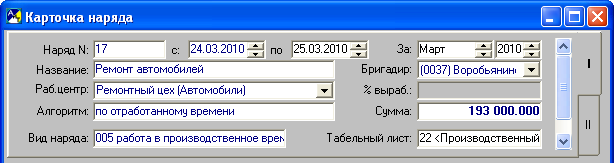 Карточка наряда
Наряд N: 17 с: 24.03.2010 по 25.03.2010 За: Март 2010
Название: Ремонт автомобилей Бригадир: (0037) Воробьянин
Раб.центр: Ремонтный цех (Автомобили) % выраб.:
Алгоритм: по отработанному времени Сумма: 193 000.000
Вид наряда: 005 работа в производственное врем Табельный лист: 22 <Производственный
I
II